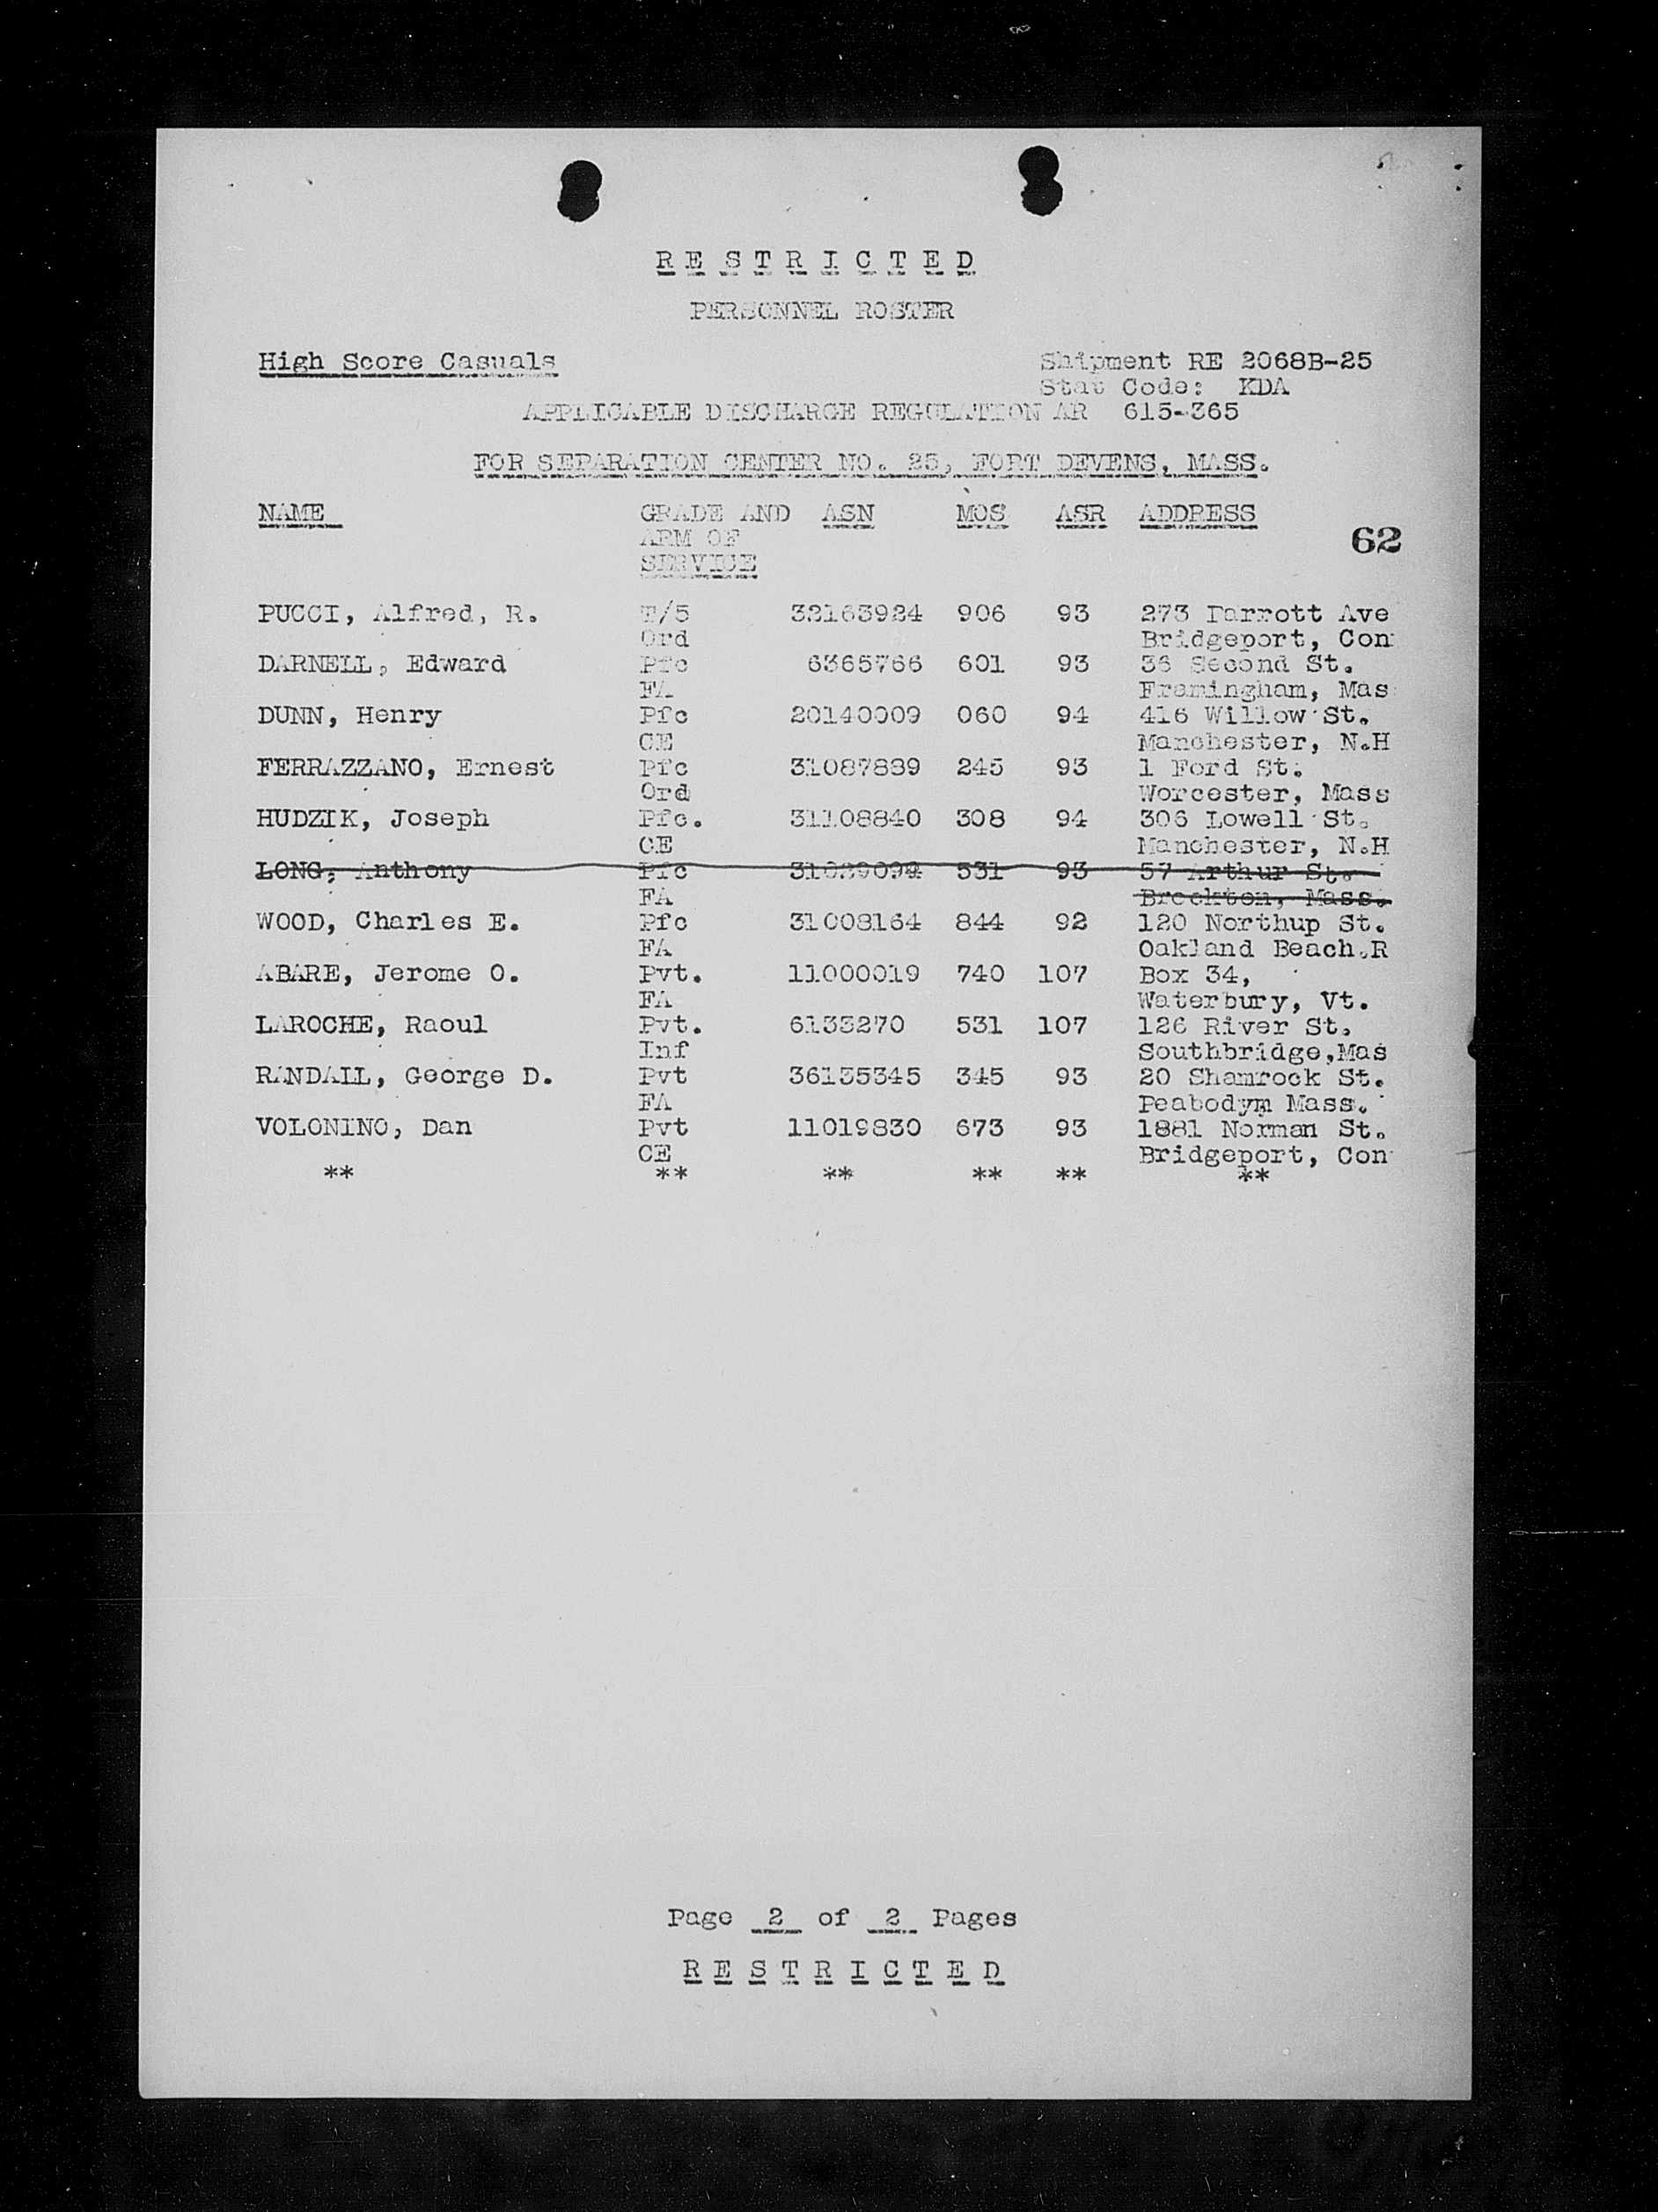 R E S T R I C T E D
PERSONNEL ROSTER
High Score Casuals Shipment RE 2068B-25
Stat Code: KDA
APPLICABLE DISCHARGE REGULATION AR 615-365
FOR SEPARATION CENTER NO. 25, FORT DEVENS, MASS.
NAME GRADE AND ASN MOS ASR ADDRESS
ARM OF 62
SERVICE
PUCCI, Alfred, R. T/5 32163924 906 93 273 Parrott Ave
Ord Bridgeport, Con
DARNELL, Edward Pfc 6365766 601 93 36 Second St.
FA Framingham, Mas
DUNN, Henry Pfc 20140009 060 94 416 Willow St.
CE Manchester, N.H
FERRAZZANO, Ernest Pfc 31087889 245 93 1 Ford St.
Ord Worcester, Mass
HUDZIK, Joseph Pfc. 31108840 308 94 306 Lowell St.
CE Manchester, N.H
LONG, Anthony Pfc 531 93 57 Arthur St.
FA Brockton, Mass.
WOOD, Charles E. Pfc 31008164 844 92 120 Northup St.
FA Oakland Beach.R
ABARE, Jerome O. Pvt. 11000019 740 107 Box 34,
FA Waterbury, Vt.
LAROCHE, Raoul Pvt. 6133270 531 107 126 River St.
Inf Southbridge,Mas
RANDALL, George D. Pvt 36135345 345 93 20 Shamrock St.
FA Peabodym Mass.
VOLONINO, Dan Pvt 11019830 673 93 1881 Norman St.
CE Bridgeport, Con
** ** ** ** ** **
Page 2 of 2 Pages
R E S T R I C T E D